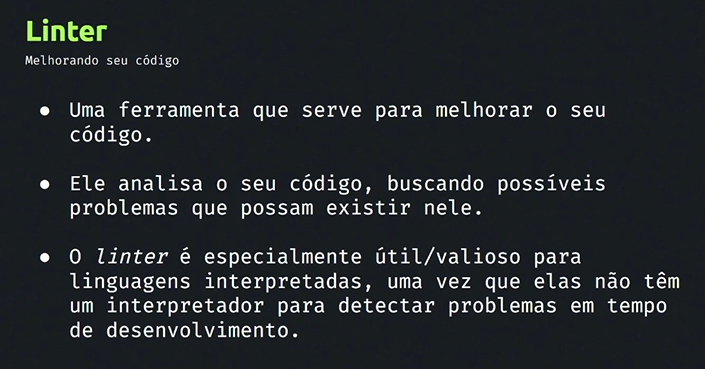 Linter
Melhorando seu código
● Uma ferramenta que serve para melhorar o seu
código.
● Ele analisa o seu código, buscando possíveis
problemas que possam existir nele.
● O linter é especialmente útil/valioso para
linguagens interpretadas, uma vez que elas não têm
um interpretador para detectar problemas em tempo
de desenvolvimento.